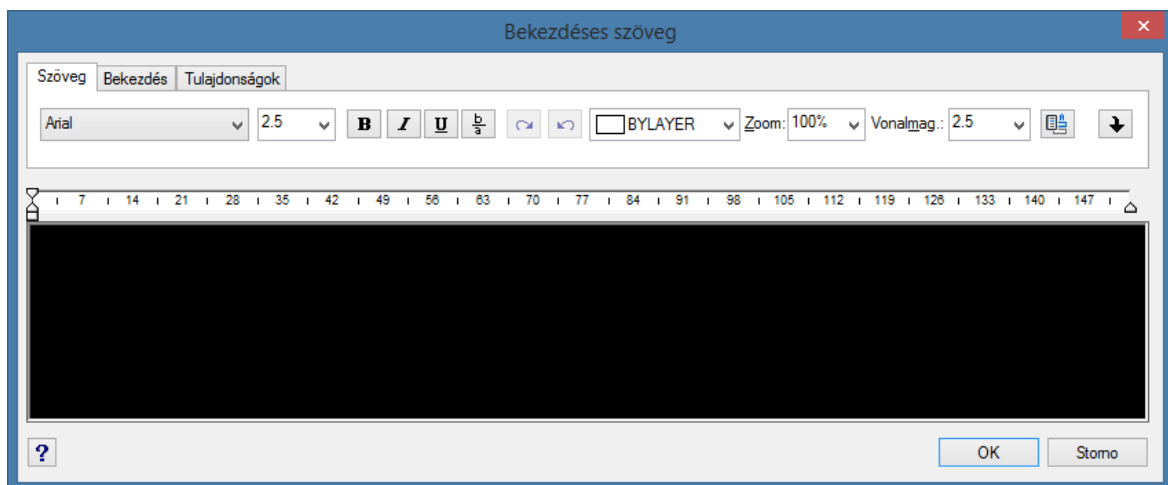 Bekezdéses szöveg
Szöveg Bekezdés Tulajdonságok
Arial 2.5 B I U b/a BYLAYER Zoom: 100% Vonalmag.: 2.5
7 14 21 28 35 42 49 56 63 70 77 84 91 98 105 112 119 126 133 140 147
? OK Storno